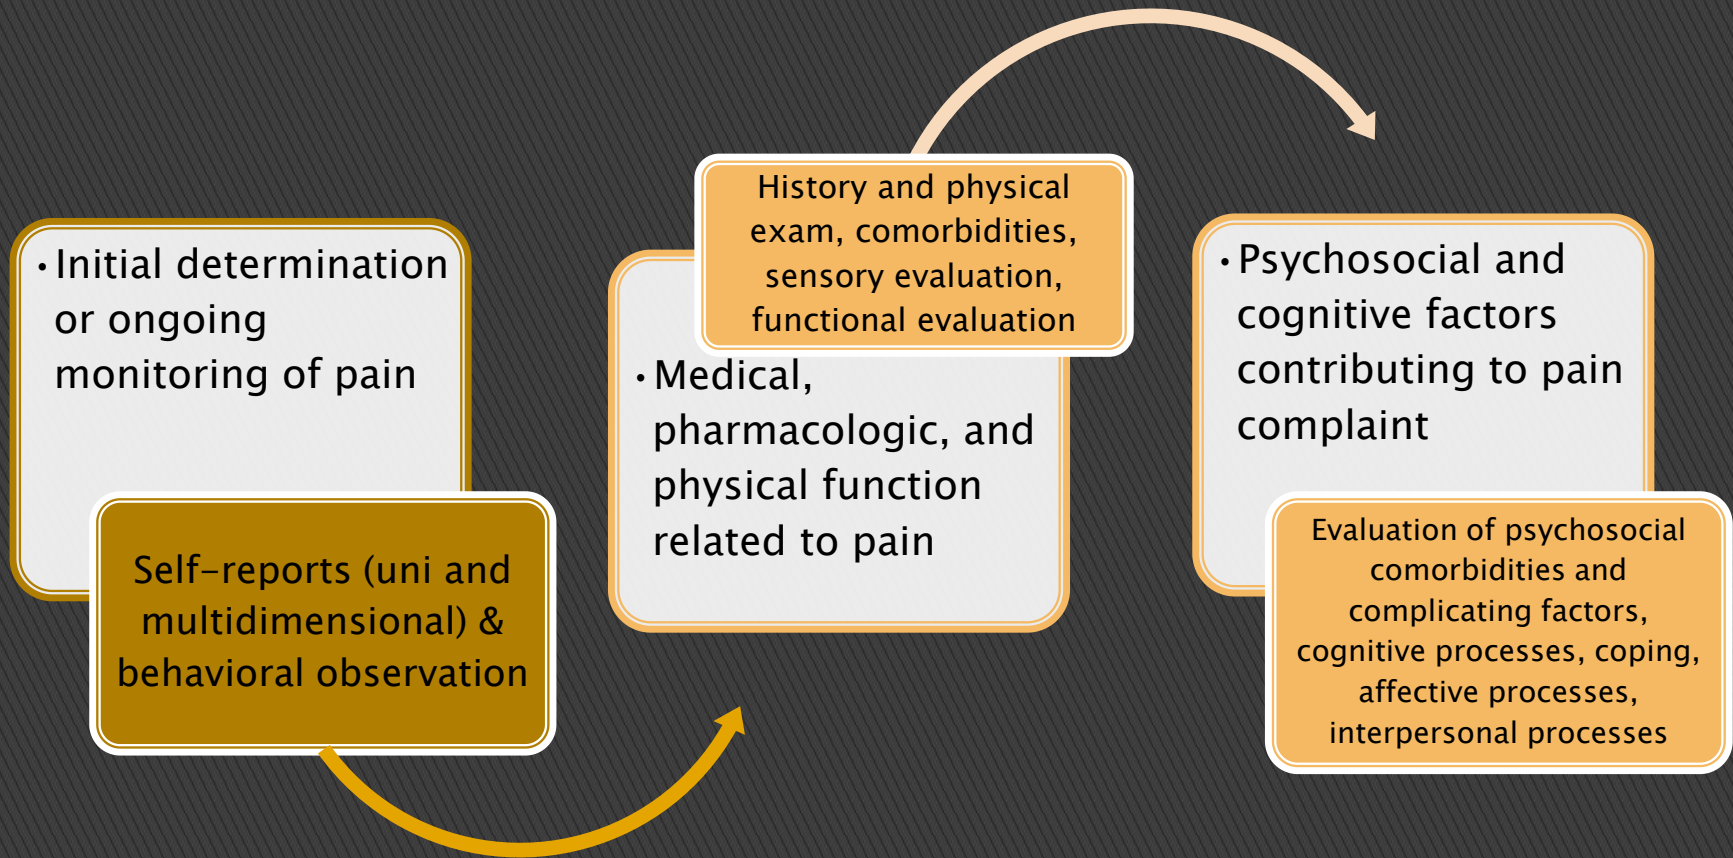 • Initial determination
or ongoing
monitoring of pain
Self-reports (uni and
multidimensional) &
behavioral observation
History and physical
exam, comorbidities,
sensory evaluation,
functional evaluation
• Medical,
pharmacologic, and
physical function
related to pain
• Psychosocial and
cognitive factors
contributing to pain
complaint
Evaluation of psychosocial
comorbidities and
complicating factors,
cognitive processes, coping,
affective processes,
interpersonal processes